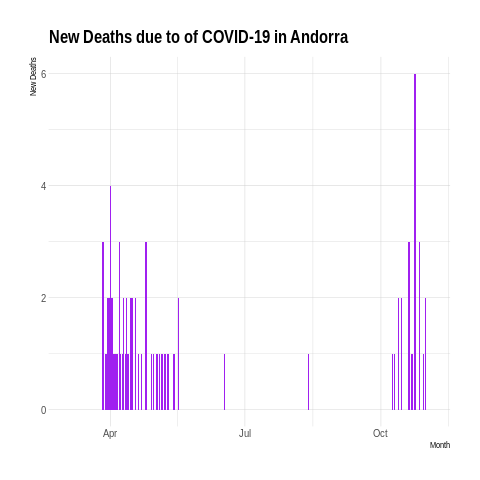 New Deaths due to of COVID-19 in Andorra
New Deaths
6
4
2
0
Apr
Jul
Oct
Month